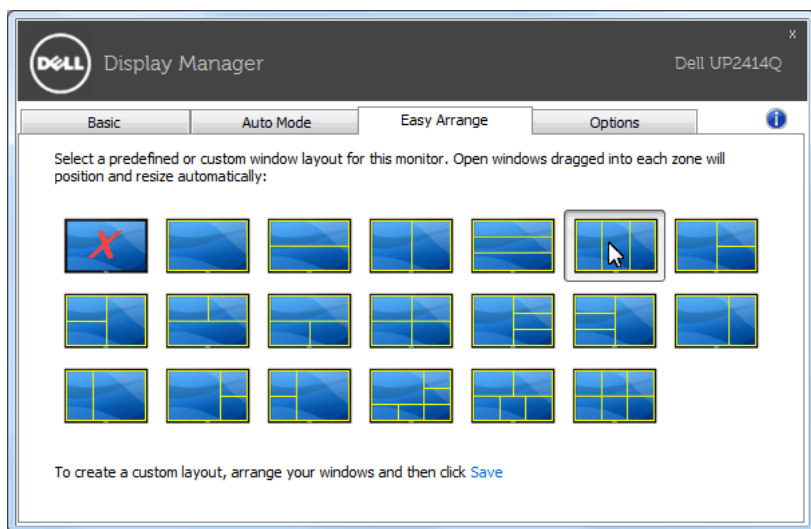 x
DELL Display Manager Dell UP2414Q
Basic Auto Mode Easy Arrange Options i
Select a predefined or custom window layout for this monitor. Open windows dragged into each zone will
position and resize automatically:
X
To create a custom layout, arrange your windows and then click Save